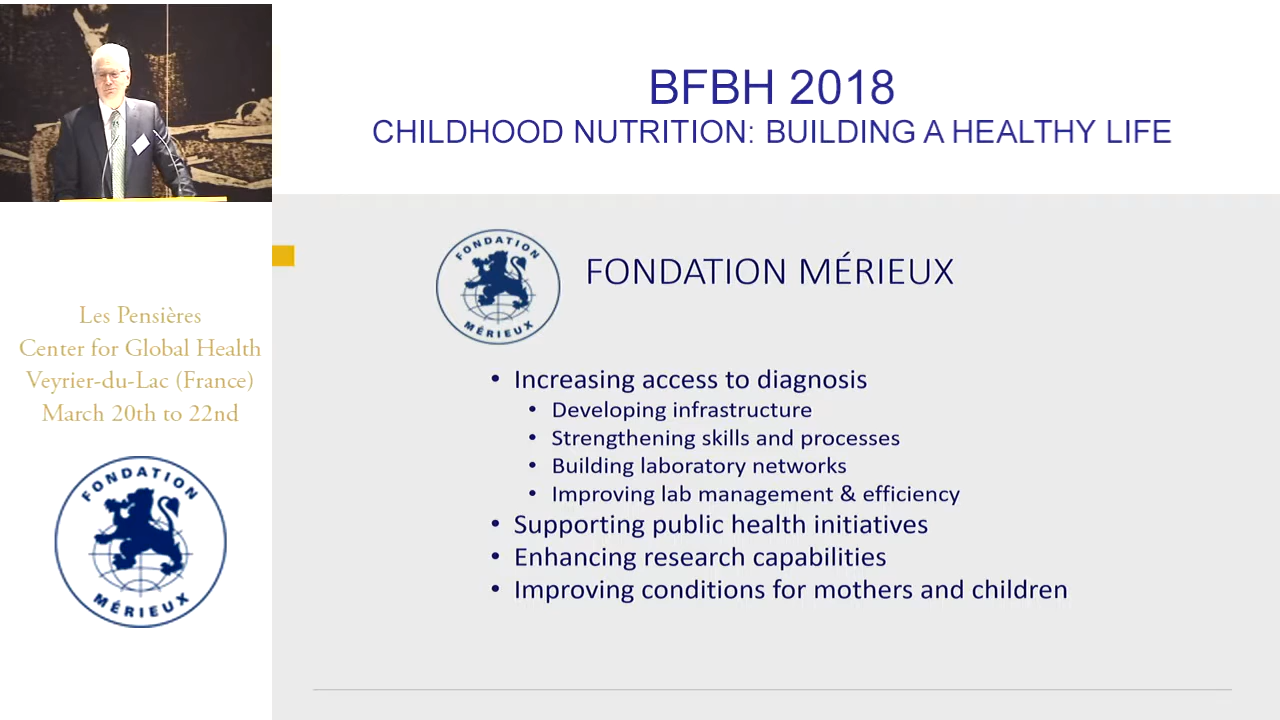 BFBH 2018
CHILDHOOD NUTRITION: BUILDING A HEALTHY LIFE
FONDATION
MÉRIEUX
FONDATION MÉRIEUX
• Increasing access to diagnosis
• Developing infrastructure
• Strengthening skills and processes
• Building laboratory networks
• Improving lab management & efficiency
• Supporting public health initiatives
• Enhancing research capabilities
• Improving conditions for mothers and children
Les Pensières
Center for Global Health
Veyrier-du-Lac (France)
March 20th to 22nd
FONDATION
MÉRIEUX